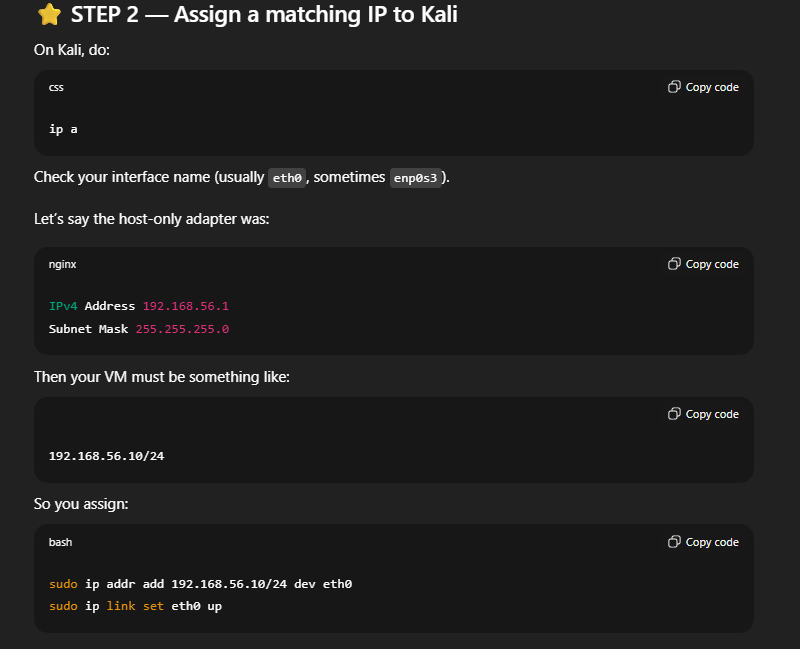 ⭐ STEP 2 — Assign a matching IP to Kali
On Kali, do:
css
Copy code
ip a
Check your interface name (usually eth0, sometimes enp0s3).
Let’s say the host-only adapter was:
nginx
Copy code
IPv4 Address 192.168.56.1
Subnet Mask 255.255.255.0
Then your VM must be something like:
Copy code
192.168.56.10/24
So you assign:
bash
Copy code
sudo ip addr add 192.168.56.10/24 dev eth0
sudo ip link set eth0 up